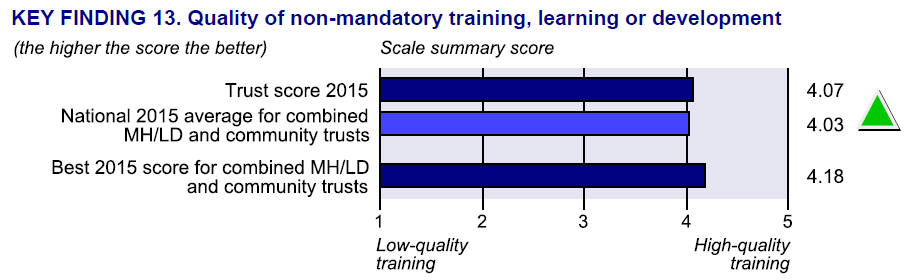 KEY FINDING 13. Quality of non-mandatory training, learning or development
(the higher the score the better)
Scale summary score
Trust score 2015
4.07
National 2015 average for combined
MH/LD and community trusts
4.03
Best 2015 score for combined MH/LD
and community trusts
4.18
1 2 3 4 5
Low-quality
training
High-quality
training